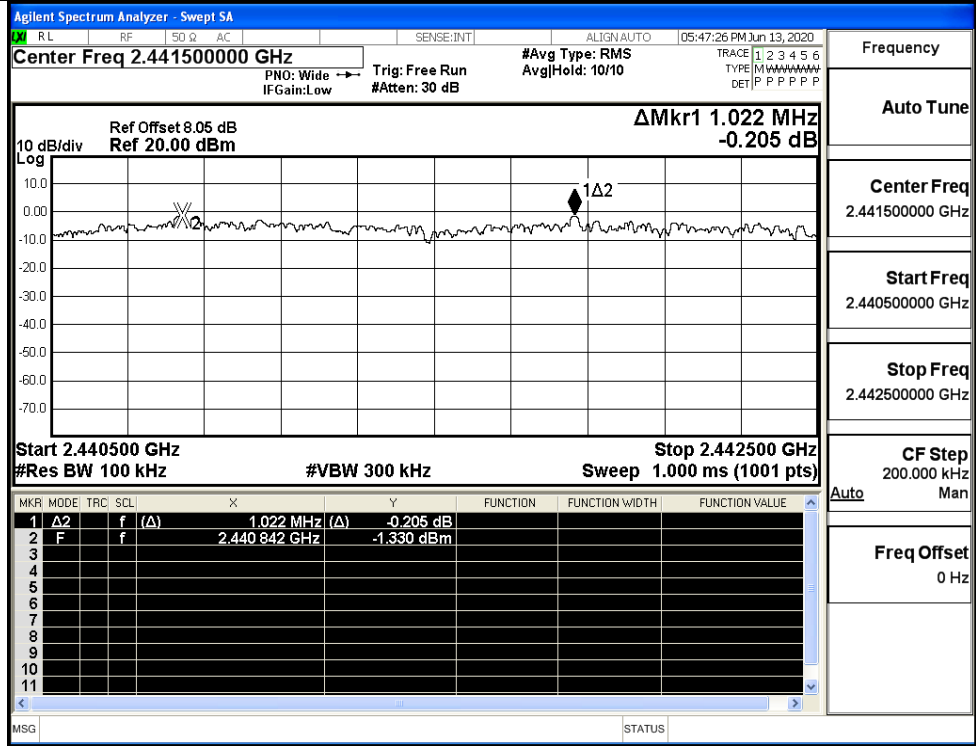 Agilent Spectrum Analyzer - Swept SA
LXI RL RF 50 Ω AC SENSE:INT ALIGNAUTO 05:47:26 PM Jun 13, 2020
Center Freq 2.441500000 GHz
PNO: Wide
IFGain:Low
Trig: Free Run
#Atten: 30 dB
#Avg Type: RMS
Avg|Hold: 10/10
TRACE 1 2 3 4 5 6
TYPE MWWWWW
DET P P P P P P
Ref Offset 8.05 dB
10 dB/div Ref 20.00 dBm
Log
ΔMkr1 1.022 MHz
-0.205 dB
10.0
0.00
-10.0
-20.0
-30.0
-40.0
-50.0
-60.0
-70.0
2
1Δ2
Start 2.440500 GHz Stop 2.442500 GHz
#Res BW 100 kHz #VBW 300 kHz Sweep 1.000 ms (1001 pts)
MKR MODE TRC SCL X Y FUNCTION FUNCTION WIDTH FUNCTION VALUE
1 Δ2 f (Δ) 1.022 MHz (Δ) -0.205 dB
2 F f 2.440 842 GHz -1.330 dBm
3
4
5
6
7
8
9
10
11
MSG STATUS
Frequency
Auto Tune
Center Freq
2.441500000 GHz
Start Freq
2.440500000 GHz
Stop Freq
2.442500000 GHz
CF Step
200.000 kHz
Auto Man
Freq Offset
0 Hz